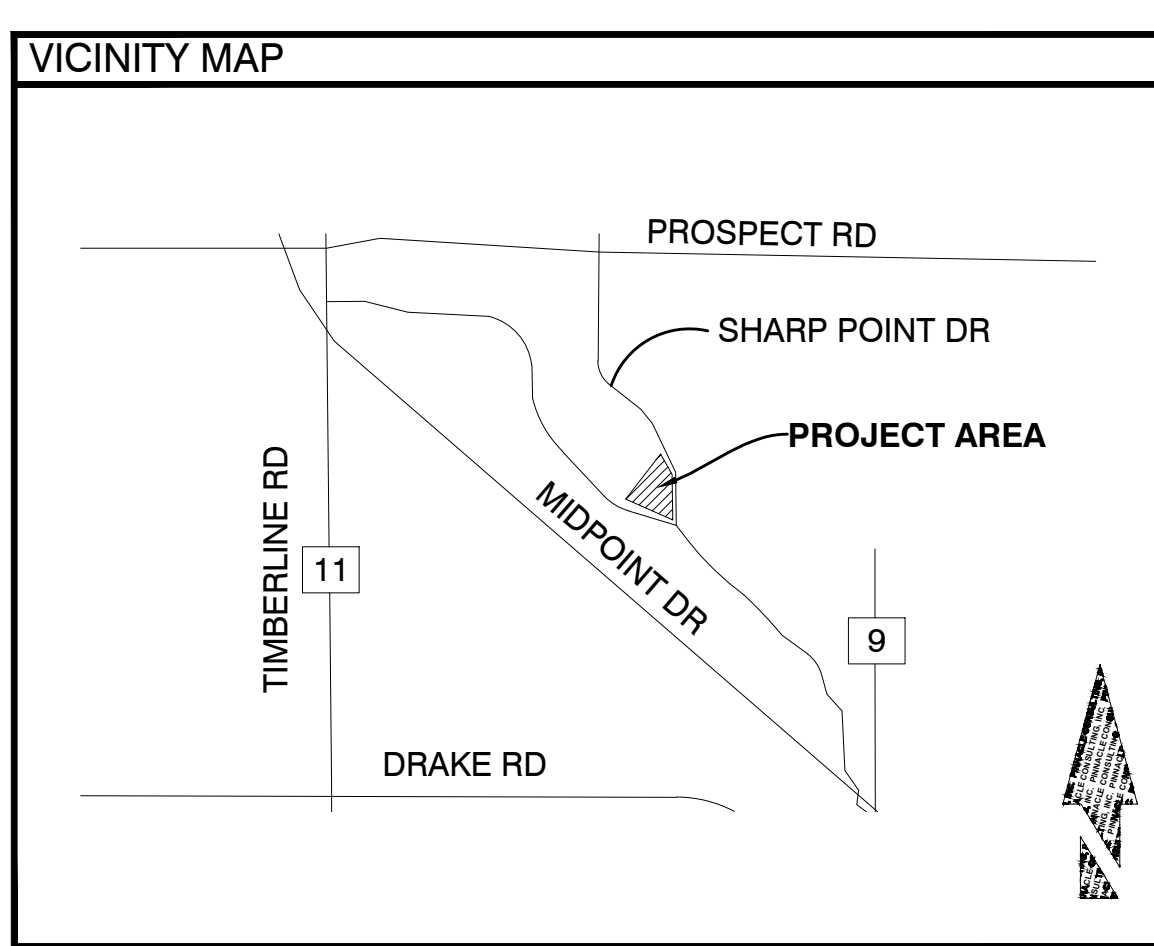 VICINITY MAP
PROSPECT RD
SHARP POINT DR
PROJECT AREA
TIMBERLINE RD
11
MIDPOINT DR
9
DRAKE RD